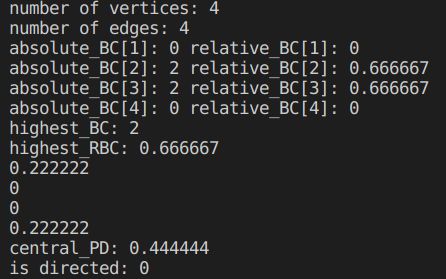 number of vertices: 4
number of edges: 4
absolute_BC[1]: 0 relative_BC[1]: 0
absolute_BC[2]: 2 relative_BC[2]: 0.666667
absolute_BC[3]: 2 relative_BC[3]: 0.666667
absolute_BC[4]: 0 relative_BC[4]: 0
highest_BC: 2
highest_RBC: 0.666667
0.222222
0
0
0.222222
central_PD: 0.444444
is directed: 0